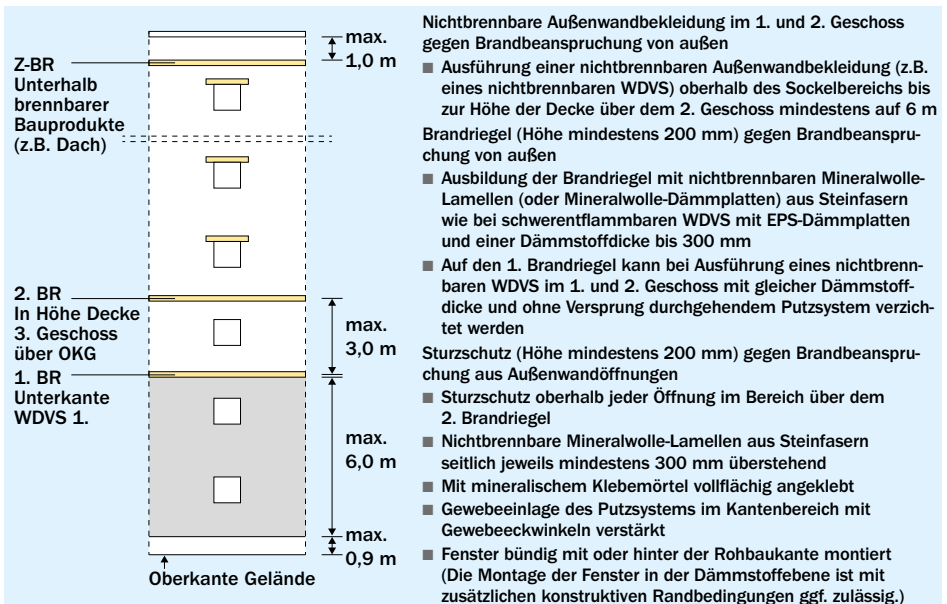 max.
1,0 m
Z-BR
Unterhalb
brennbarer
Bauprodukte
(z.B. Dach)
2. BR
In Höhe Decke
3. Geschoss
über OKG
max.
3,0 m
1. BR
Unterkante
WDVS 1.
max.
6,0 m
max.
0,9 m
Oberkante Gelände
Nichtbrennbare Außenwandbekleidung im 1. und 2. Geschoss
gegen Brandbeanspruchung von außen
■ Ausführung einer nichtbrennbaren Außenwandbekleidung (z.B.
eines nichtbrennbaren WDVS) oberhalb des Sockelbereichs bis
zur Höhe der Decke über dem 2. Geschoss mindestens auf 6 m
Brandriegel (Höhe mindestens 200 mm) gegen Brandbeanspru-
chung von außen
■ Ausbildung der Brandriegel mit nichtbrennbaren Mineralwolle-
Lamellen (oder Mineralwolle-Dämmplatten) aus Steinfasern
wie bei schwerentflammbaren WDVS mit EPS-Dämmplatten
und einer Dämmstoffdicke bis 300 mm
■ Auf den 1. Brandriegel kann bei Ausführung eines nichtbrenn-
baren WDVS im 1. und 2. Geschoss mit gleicher Dämmstoff-
dicke und ohne Versprung durchgehendem Putzsystem verzich-
tet werden
Sturzschutz (Höhe mindestens 200 mm) gegen Brandbeanspru-
chung aus Außenwandöffnungen
■ Sturzschutz oberhalb jeder Öffnung im Bereich über dem
2. Brandriegel
■ Nichtbrennbare Mineralwolle-Lamellen aus Steinfasern
seitlich jeweils mindestens 300 mm überstehend
■ Mit mineralischem Klebemörtel vollflächig angeklebt
■ Gewebeeinlage des Putzsystems im Kantenbereich mit
Gewebeeckwinkeln verstärkt
■ Fenster bündig mit oder hinter der Rohbaukante montiert
(Die Montage der Fenster in der Dämmstoffebene ist mit
zusätzlichen konstruktiven Randbedingungen ggf. zulässig.)